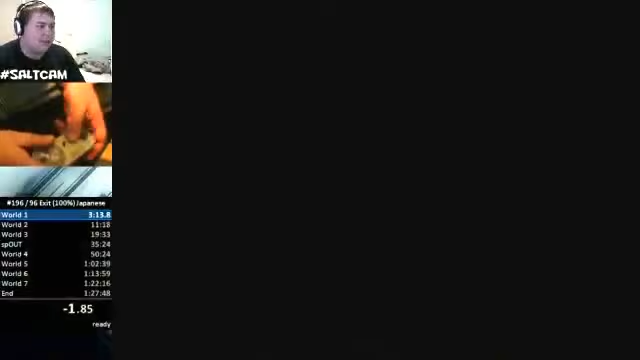 #SALTCAM
#196 / 96 Exit (100%) Japanese
World 1 3:13.8
World 2 11:18
World 3 19:33
spOUT 35:24
World 4 50:24
World 5 1:02:39
World 6 1:13:59
World 7 1:22:16
End 1:27:48
-1.85
ready